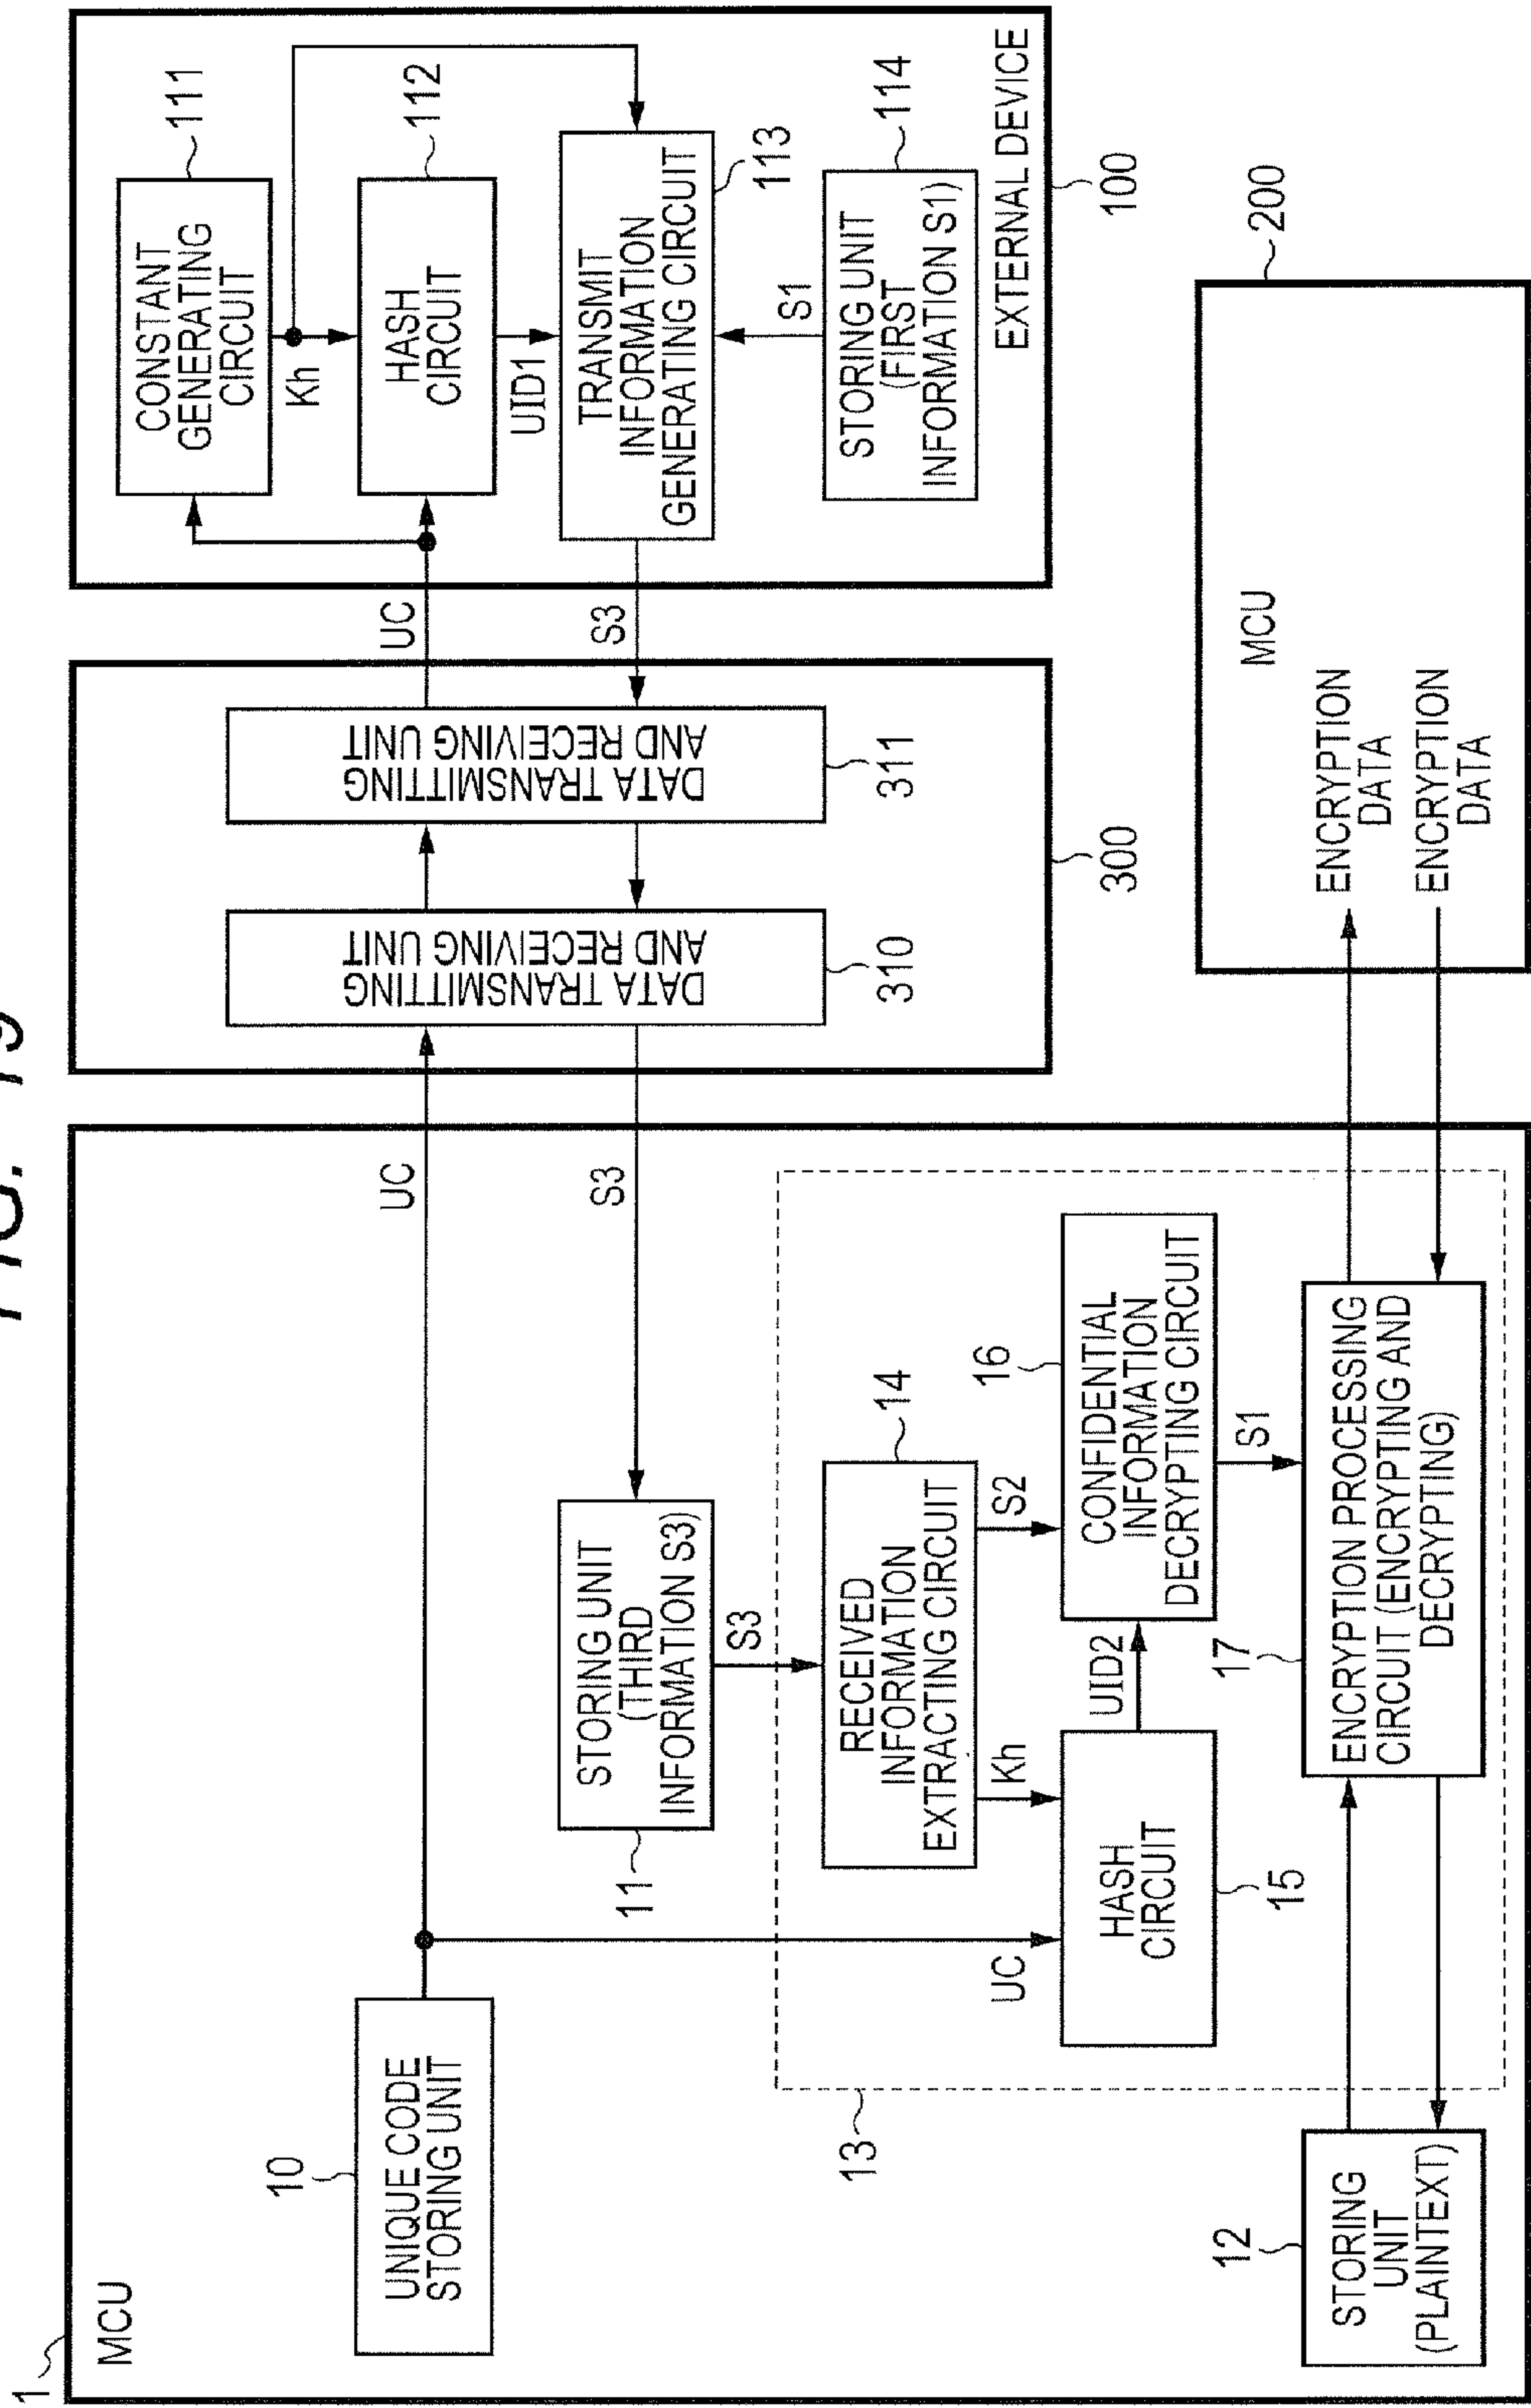 FIG. 19
1
MCU
10
UNIQUE CODE
STORING UNIT
UC
S3
11
STORING UNIT
(THIRD
INFORMATION S3)
S3
13
14
RECEIVED
INFORMATION
EXTRACTING CIRCUIT
Kh
S2
UC
HASH
CIRCUIT
15
UID2
16
CONFIDENTIAL
INFORMATION
DECRYPTING CIRCUIT
S1
12
STORING
UNIT
(PLAINTEXT)
17
ENCRYPTION PROCESSING
CIRCUIT (ENCRYPTING AND
DECRYPTING)
DATA TRANSMITTING
AND RECEIVING UNIT
310
DATA TRANSMITTING
AND RECEIVING UNIT
311
300
UC
S3
CONSTANT
GENERATING
CIRCUIT
111
Kh
HASH
CIRCUIT
112
UID1
TRANSMIT
INFORMATION
GENERATING CIRCUIT
113
S1
STORING UNIT
(FIRST
INFORMATION S1)
114
EXTERNAL DEVICE
100
200
MCU
ENCRYPTION
DATA
ENCRYPTION
DATA